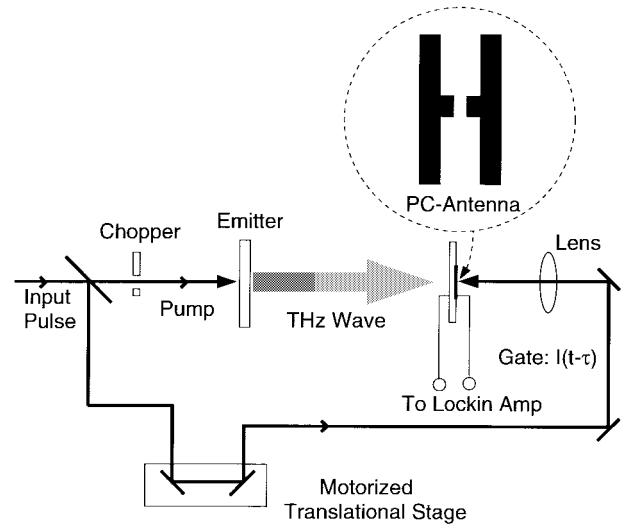 PC-Antenna
Emitter
Chopper
Lens
Input
Pulse
Pump
THz Wave
Gate: I(t-τ)
To Lockin Amp
Motorized
Translational Stage